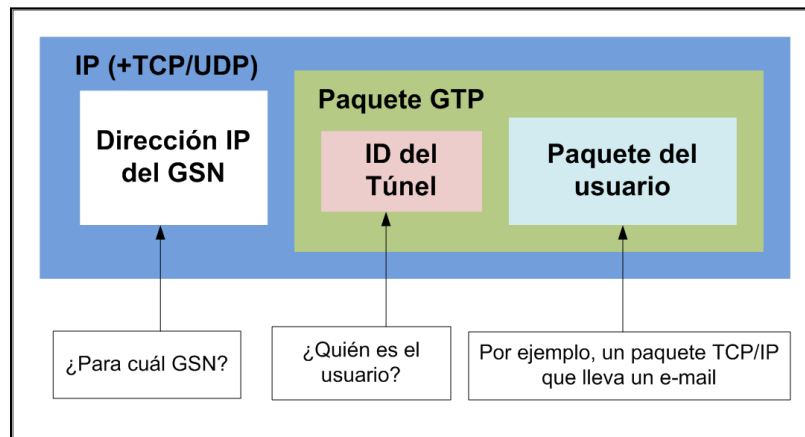 IP (+TCP/UDP)
Paquete GTP
Dirección IP
del GSN
ID del
Túnel
Paquete del
usuario
¿Para cuál GSN?
¿Quién es el
usuario?
Por ejemplo, un paquete TCP/IP
que lleva un e-mail